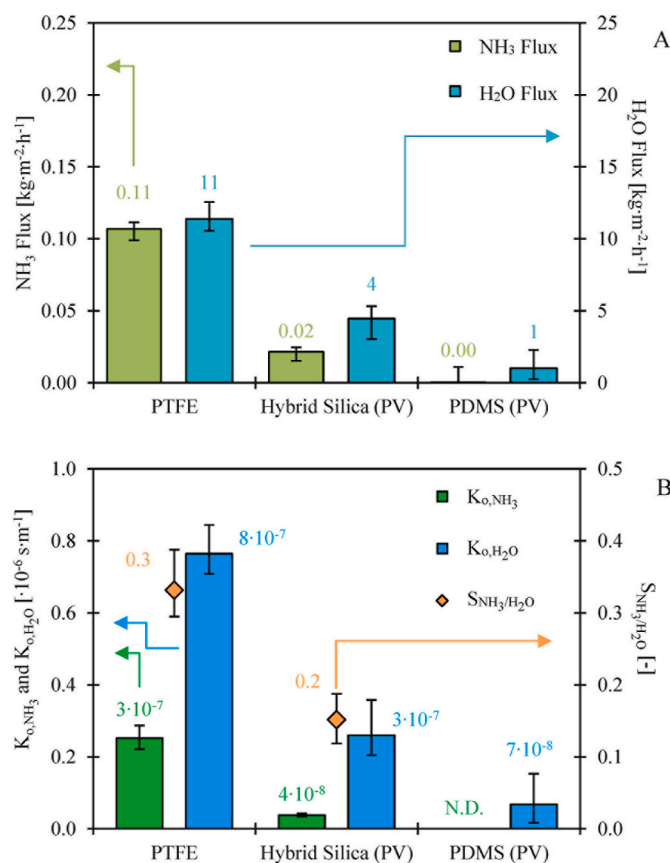 A
NH₃ Flux
H₂O Flux
NH₃ Flux [kg·m⁻²·h⁻¹]
H₂O Flux [kg·m⁻²·h⁻¹]
0.25
0.20
0.15
0.10
0.05
0.00
25
20
15
10
5
0
0.11
11
0.02
4
0.00
1
PTFE
Hybrid Silica (PV)
PDMS (PV)
B
Kₒ,NH₃
Kₒ,H₂O
S NH₃/H₂O
Kₒ,NH₃ and Kₒ,H₂O [·10⁻⁶ s·m⁻¹]
S NH₃/H₂O [-]
1.0
0.8
0.6
0.4
0.2
0.0
0.5
0.4
0.3
0.2
0.1
0.0
0.3
8·10⁻⁷
3·10⁻⁷
0.2
3·10⁻⁷
4·10⁻⁸
7·10⁻⁸
N.D.
PTFE
Hybrid Silica (PV)
PDMS (PV)